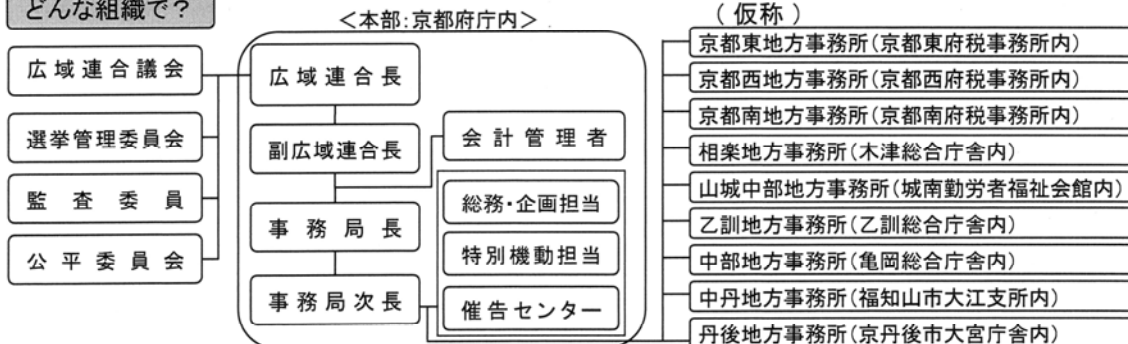 どんな組織で?
<本部:京都府庁内>
(仮称)
広域連合議会
選挙管理委員会
監査委員
公平委員会
広域連合長
副広域連合長
事務局長
事務局次長
会計管理者
総務・企画担当
特別機動担当
催告センター
京都東地方事務所(京都東府税事務所内)
京都西地方事務所(京都西府税事務所内)
京都南地方事務所(京都南府税事務所内)
相楽地方事務所(木津総合庁舎内)
山城中部地方事務所(城南勤労者福祉会館内)
乙訓地方事務所(乙訓総合庁舎内)
中部地方事務所(亀岡総合庁舎内)
中丹地方事務所(福知山市大江支所内)
丹後地方事務所(京丹後市大宮庁舎内)